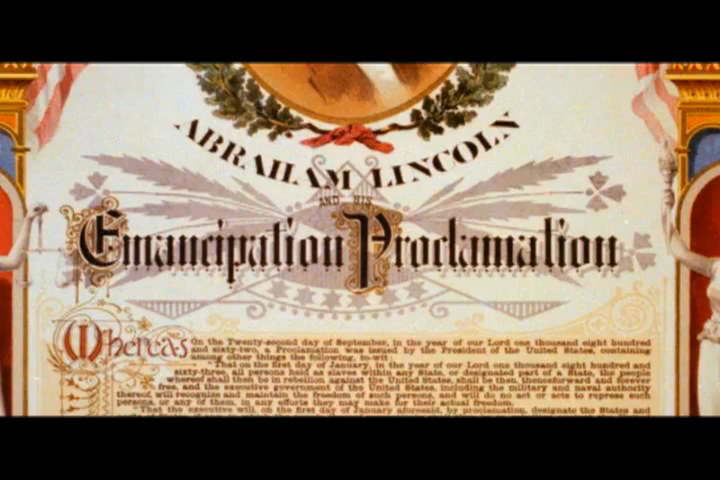 ABRAHAM LINCOLN
AND HIS
Emancipation Proclamation
Whereas On the Twenty-second day of September, in the year of our Lord one thousand eight hundred
and sixty-two, a Proclamation was issued by the President of the United States, containing
among other things the following, to-wit:
"That on the first day of January, in the year of our Lord one thousand eight hundred and
sixty-three, all persons held as slaves within any State, or designated part of a State, the people
whereof shall then be in rebellion against the United States, shall be then, thenceforward and forever
free, and the executive government of the United States, including the military and naval authority
thereof, will recognize and maintain the freedom of such persons, and will do no act or acts to repress such
persons, or any of them, in any efforts they may make for their actual freedom.
"That the executive will, on the first day of January aforesaid, by proclamation, designate the States and